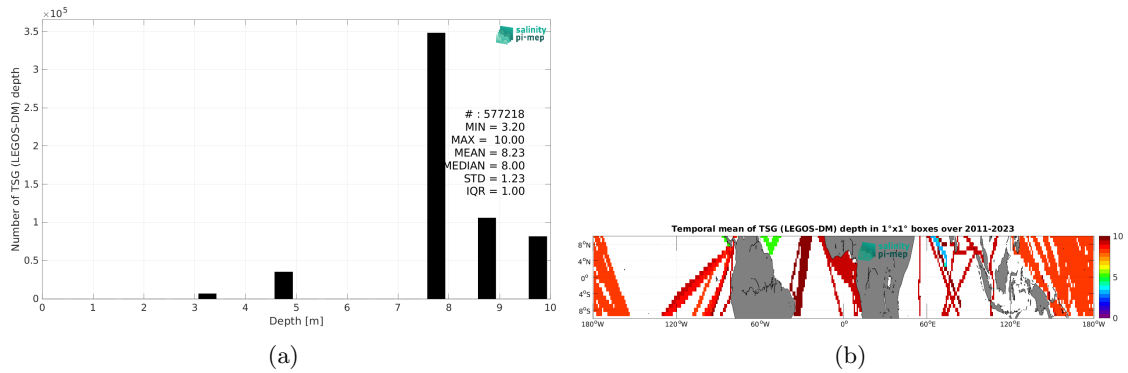 ×10⁵
3.5
3
2.5
2
1.5
1
0.5
0
Number of TSG (LEGOS-DM) depth
salinity
pi-mep
# : 577218
MIN = 3.20
MAX = 10.00
MEAN = 8.23
MEDIAN = 8.00
STD = 1.23
IQR = 1.00
0 1 2 3 4 5 6 7 8 9 10
Depth [m]
(a)
Temporal mean of TSG (LEGOS-DM) depth in 1°x1° boxes over 2011-2023
salinity
pi-mep
8°N
4°N
0°
4°S
8°S
180°W 120°W 60°W 0° 60°E 120°E 180°W
10
5
0
(b)